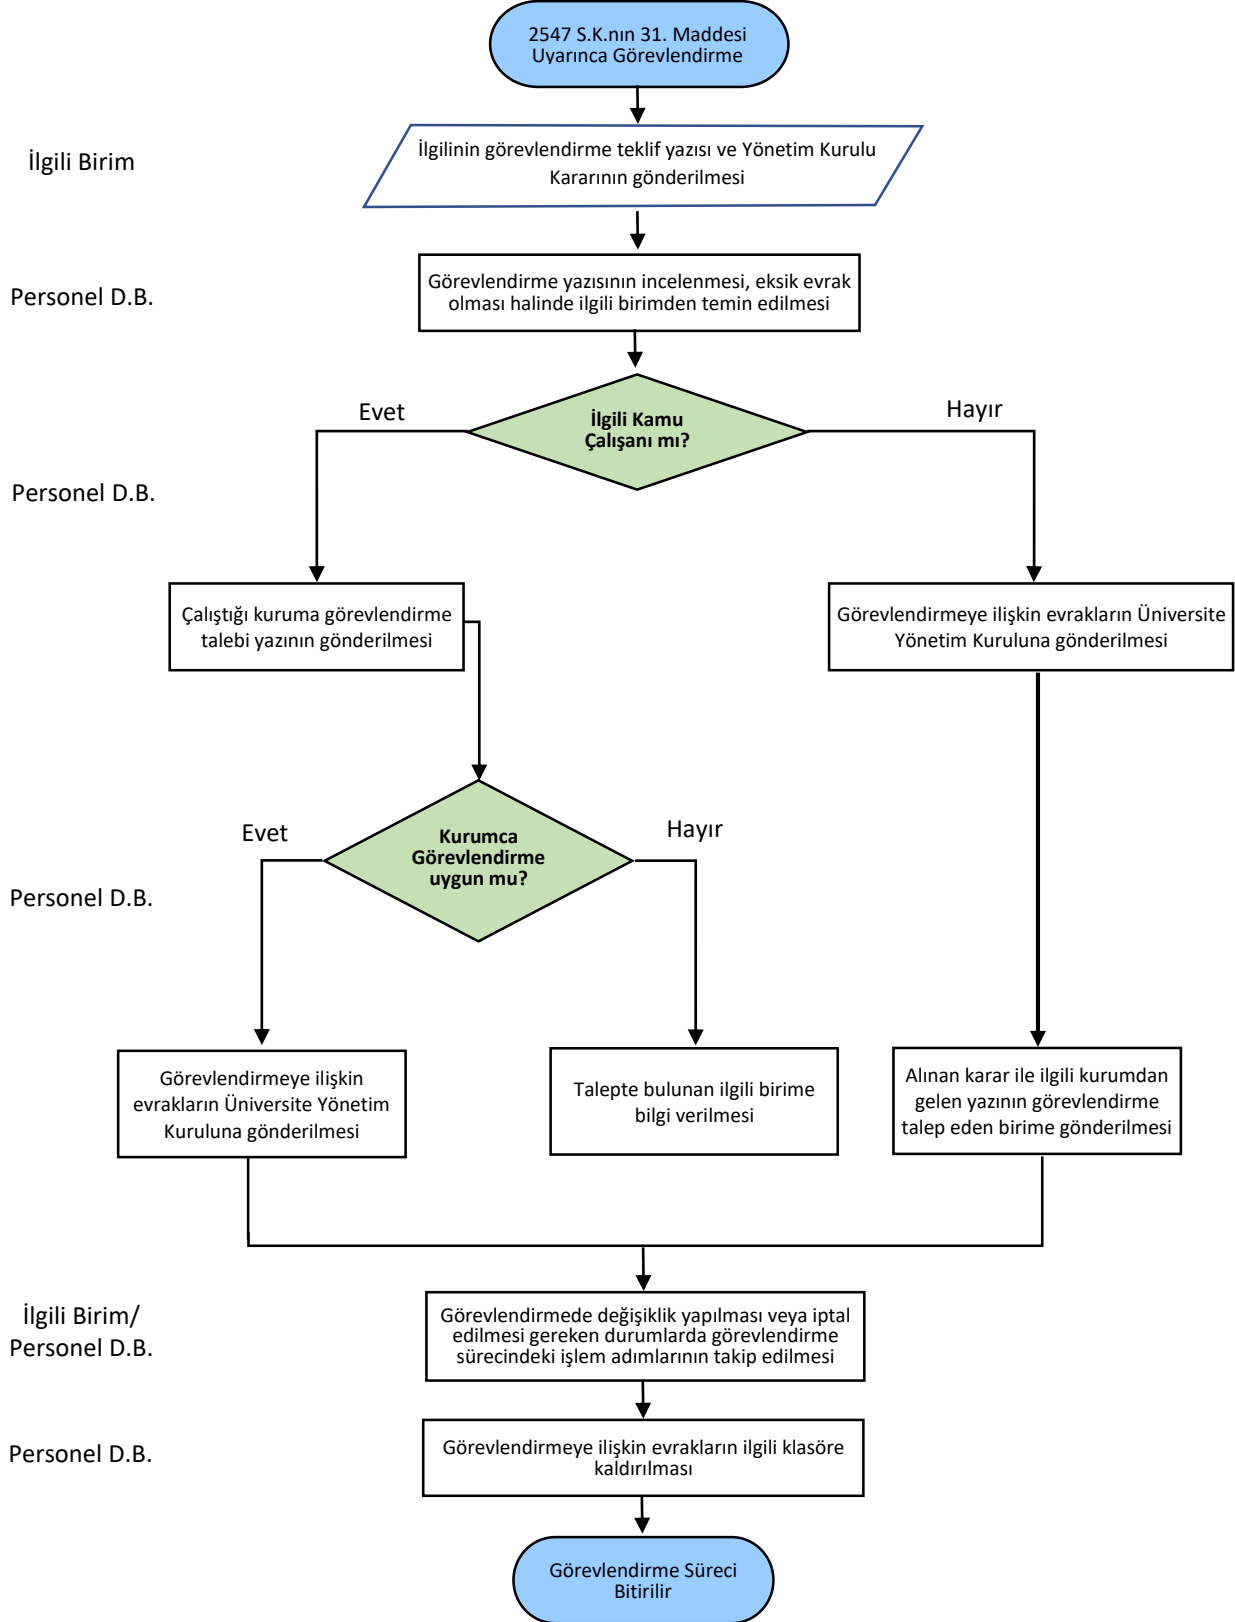 2547 S.K.nın 31. Maddesi
Uyarınca Görevlendirme
İlgili Birim
İlgilinin görevlendirme teklif yazısı ve Yönetim Kurulu
Kararının gönderilmesi
Personel D.B.
Görevlendirme yazısının incelenmesi, eksik evrak
olması halinde ilgili birimden temin edilmesi
Evet
İlgili Kamu
Çalışanı mı?
Hayır
Personel D.B.
Çalıştığı kuruma görevlendirme
talebi yazının gönderilmesi
Görevlendirmeye ilişkin evrakların Üniversite
Yönetim Kuruluna gönderilmesi
Evet
Kurumca
Görevlendirme
uygun mu?
Hayır
Personel D.B.
Görevlendirmeye ilişkin
evrakların Üniversite Yönetim
Kuruluna gönderilmesi
Talepte bulunan ilgili birime
bilgi verilmesi
Alınan karar ile ilgili kurumdan
gelen yazının görevlendirme
talep eden birime gönderilmesi
İlgili Birim/
Personel D.B.
Görevlendirmede değişiklik yapılması veya iptal
edilmesi gereken durumlarda görevlendirme
sürecindeki işlem adımlarının takip edilmesi
Personel D.B.
Görevlendirmeye ilişkin evrakların ilgili klasöre
kaldırılması
Görevlendirme Süreci
Bitirilir